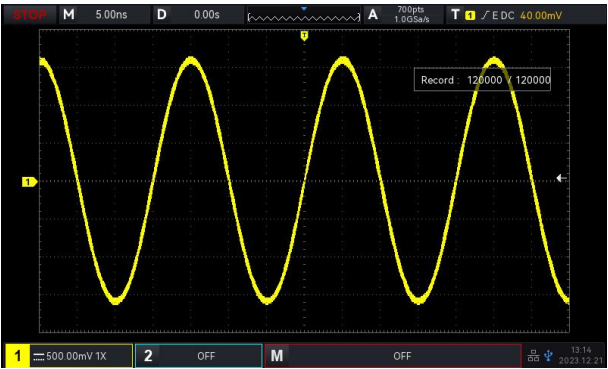 STOP M 5.00ns D 0.00s A 700pts 1.0GSa/s T 1 E DC 40.00mV
T
Record : 120000 / 120000
1
1 500.00mV 1X 2 OFF M OFF 13:14
2023.12.21